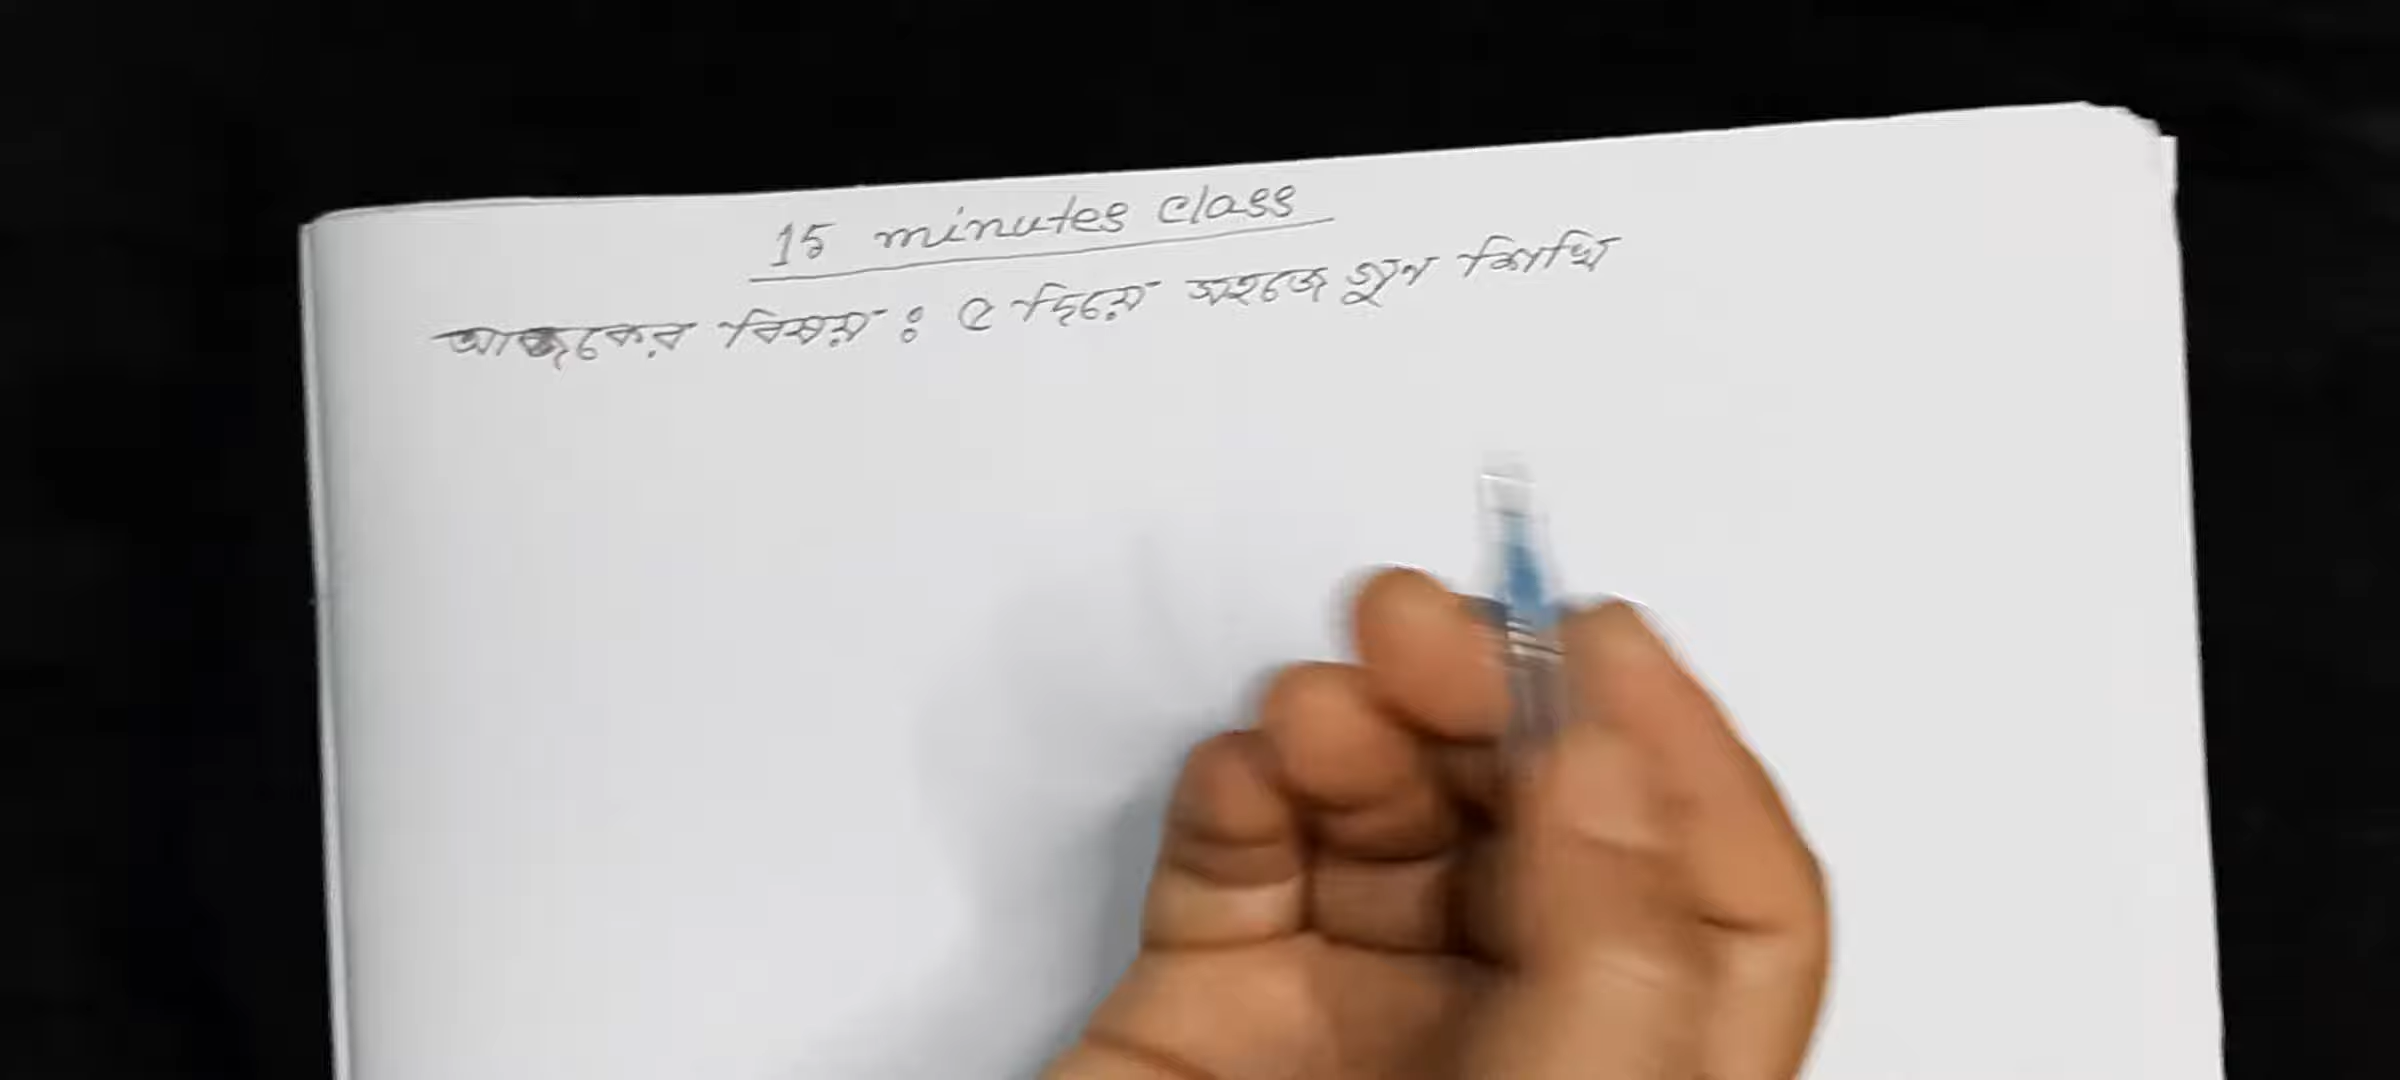 15 minutes class
আজকের বিষয় : ৫ দিয়ে সহজে গুন শিখি